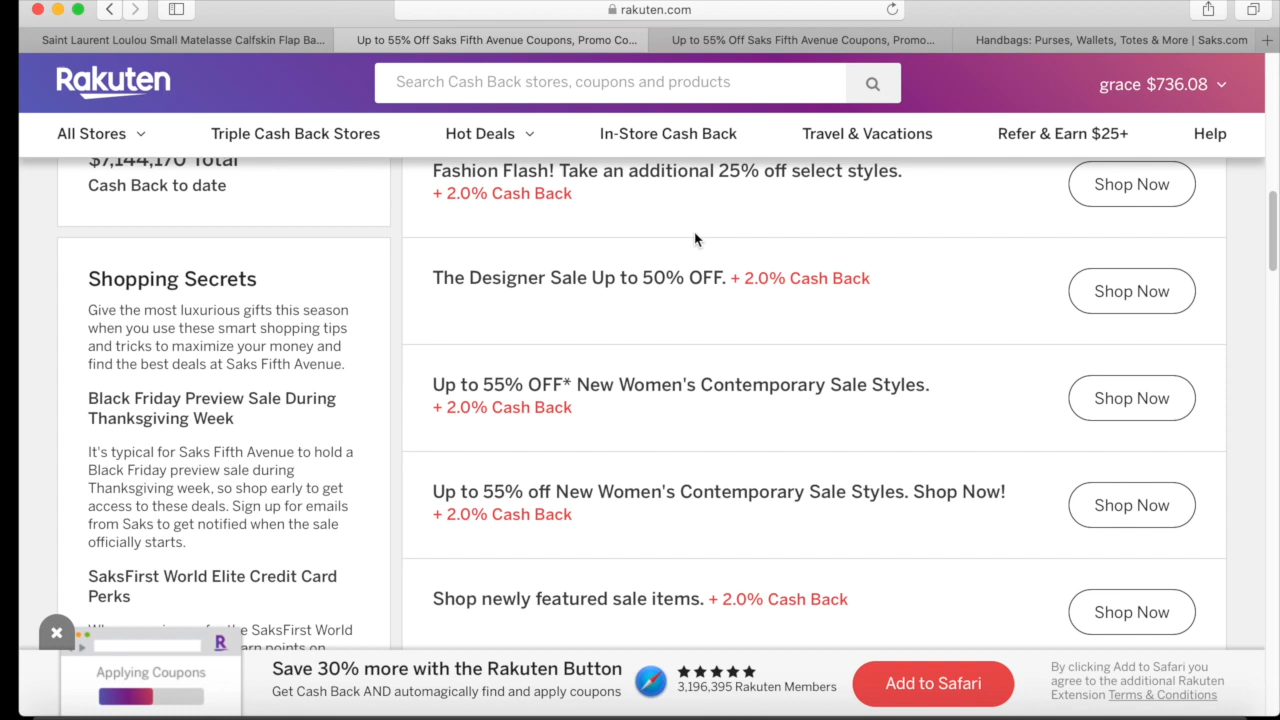 rakuten.com
Saint Laurent Loulou Small Matelasse Calfskin Flap Ba...
Up to 55% Off Saks Fifth Avenue Coupons, Promo Co...
Up to 55% Off Saks Fifth Avenue Coupons, Promo...
Handbags: Purses, Wallets, Totes & More | Saks.com
Rakuten
Search Cash Back stores, coupons and products
grace $736.08
All Stores
Triple Cash Back Stores
Hot Deals
In-Store Cash Back
Travel & Vacations
Refer & Earn $25+
Help
$7,144,170 Total
Cash Back to date
Shopping Secrets
Give the most luxurious gifts this season
when you use these smart shopping tips
and tricks to maximize your money and
find the best deals at Saks Fifth Avenue.
Black Friday Preview Sale During
Thanksgiving Week
It's typical for Saks Fifth Avenue to hold a
Black Friday preview sale during
Thanksgiving week, so shop early to get
access to these deals. Sign up for emails
from Saks to get notified when the sale
officially starts.
SaksFirst World Elite Credit Card
Perks
the SaksFirst World
points on
Fashion Flash! Take an additional 25% off select styles.
+ 2.0% Cash Back
Shop Now
The Designer Sale Up to 50% OFF. + 2.0% Cash Back
Shop Now
Up to 55% OFF* New Women's Contemporary Sale Styles.
+ 2.0% Cash Back
Shop Now
Up to 55% off New Women's Contemporary Sale Styles. Shop Now!
+ 2.0% Cash Back
Shop Now
Shop newly featured sale items. + 2.0% Cash Back
Shop Now
R
Applying Coupons
Save 30% more with the Rakuten Button
Get Cash Back AND automagically find and apply coupons
3,196,395 Rakuten Members
Add to Safari
By clicking Add to Safari you
agree to the additional Rakuten
Extension Terms & Conditions